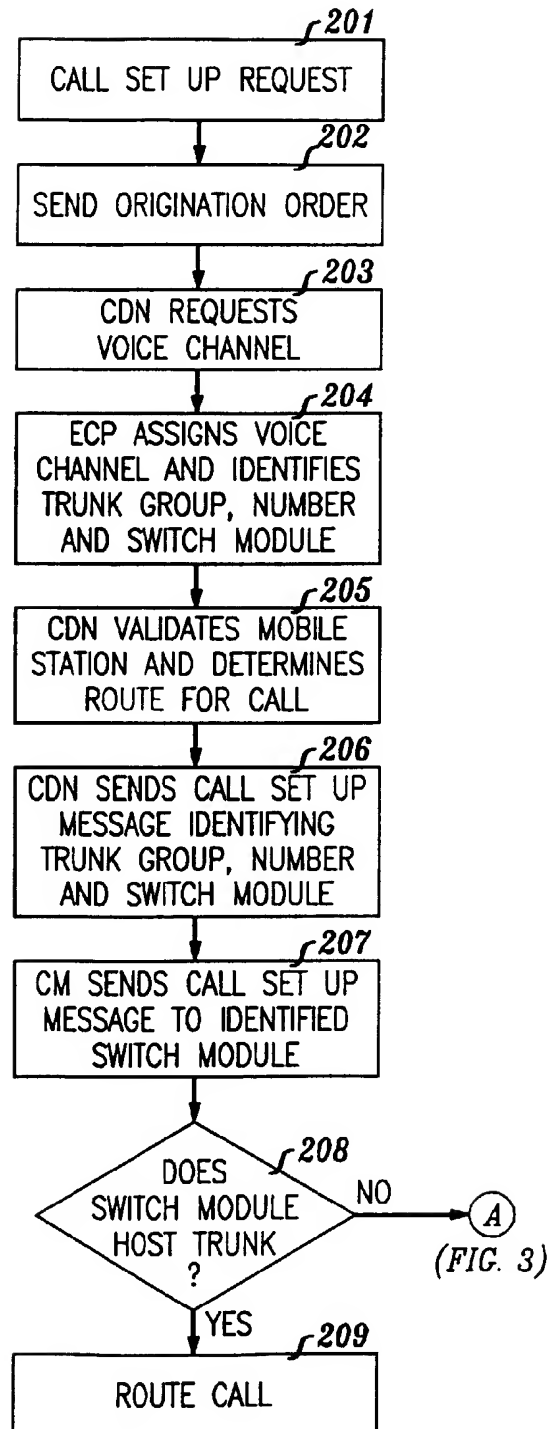 201
CALL SET UP REQUEST
202
SEND ORIGINATION ORDER
203
CDN REQUESTS
VOICE CHANNEL
204
ECP ASSIGNS VOICE
CHANNEL AND IDENTIFIES
TRUNK GROUP, NUMBER
AND SWITCH MODULE
205
CDN VALIDATES MOBILE
STATION AND DETERMINES
ROUTE FOR CALL
206
CDN SENDS CALL SET UP
MESSAGE IDENTIFYING
TRUNK GROUP, NUMBER
AND SWITCH MODULE
207
CM SENDS CALL SET UP
MESSAGE TO IDENTIFIED
SWITCH MODULE
208
DOES
SWITCH MODULE
HOST TRUNK
?
NO
A
(FIG. 3)
YES
209
ROUTE CALL